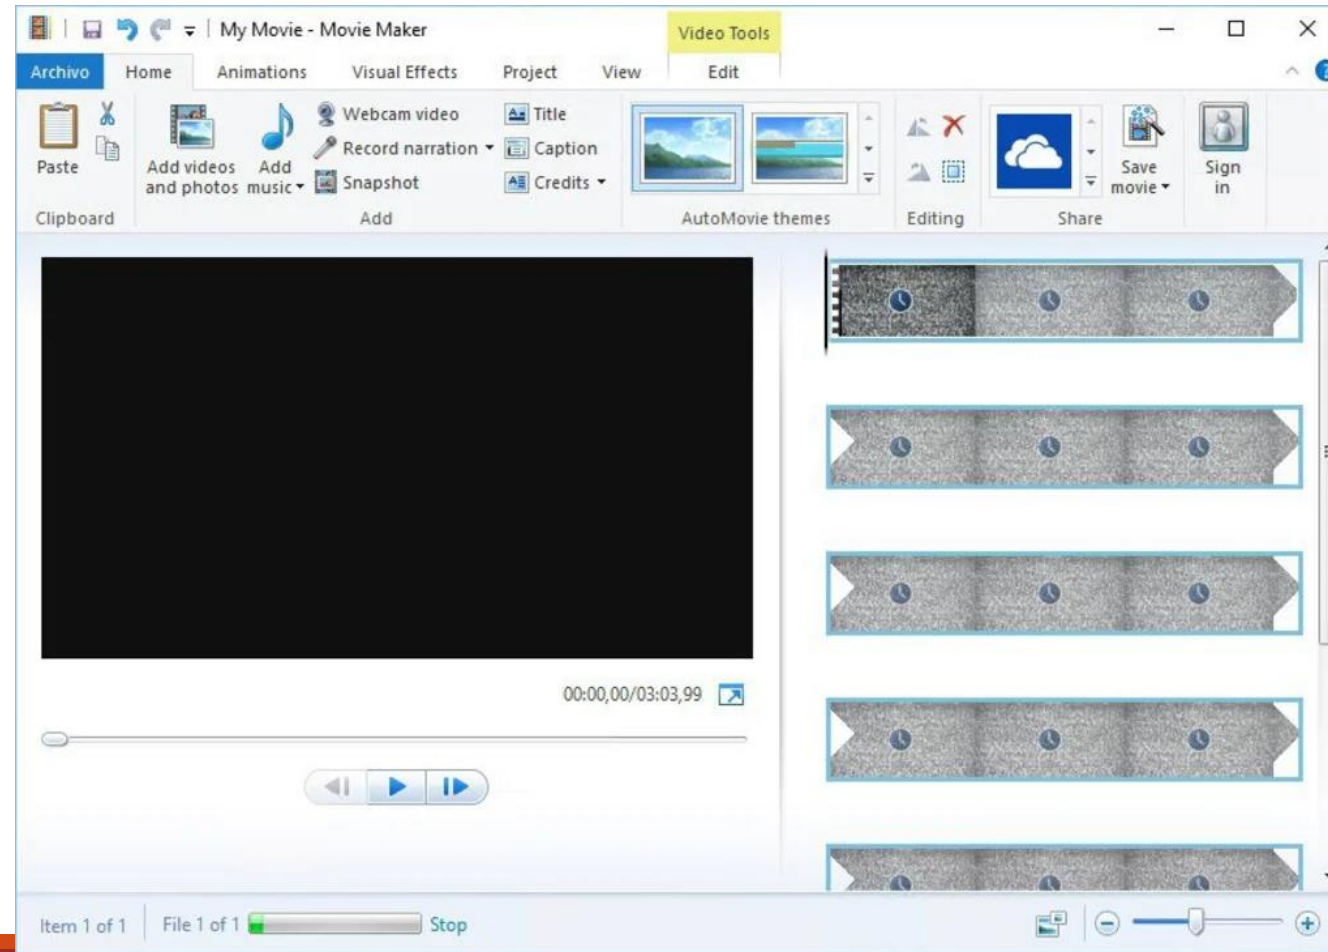 My Movie - Movie Maker
Video Tools
Archivo Home Animations Visual Effects Project View Edit
Paste
Clipboard
Add videos
and photos
Add
music
Webcam video
Record narration
Snapshot
Title
Caption
Credits
Add
AutoMovie themes
Editing
Save
movie
Share
Sign
in
00:00,00/03:03,99
Item 1 of 1
File 1 of 1
Stop